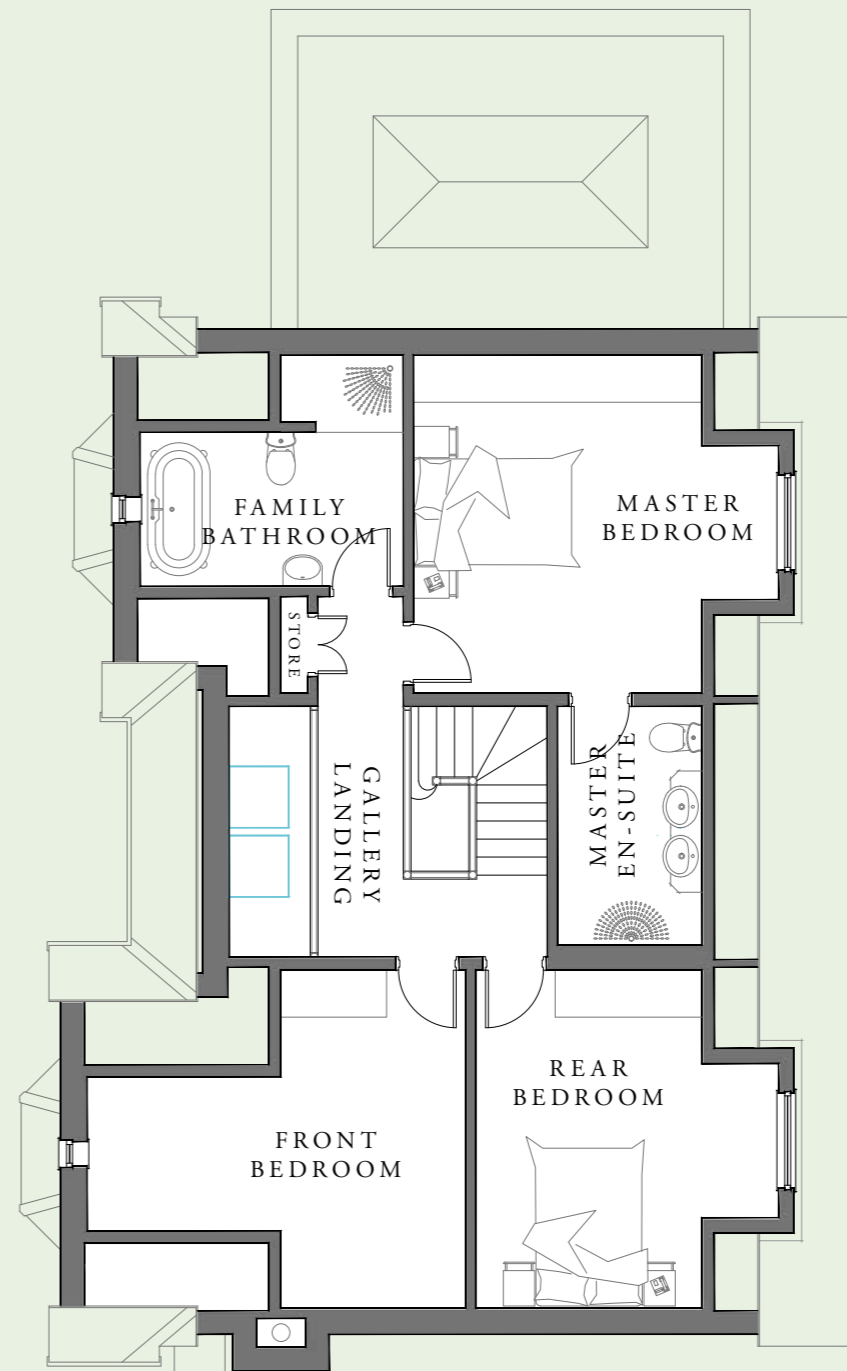 FAMILY
BATHROOM
MASTER
BEDROOM
STORE
GALLERY
LANDING
MASTER
EN-SUITE
REAR
BEDROOM
FRONT
BEDROOM